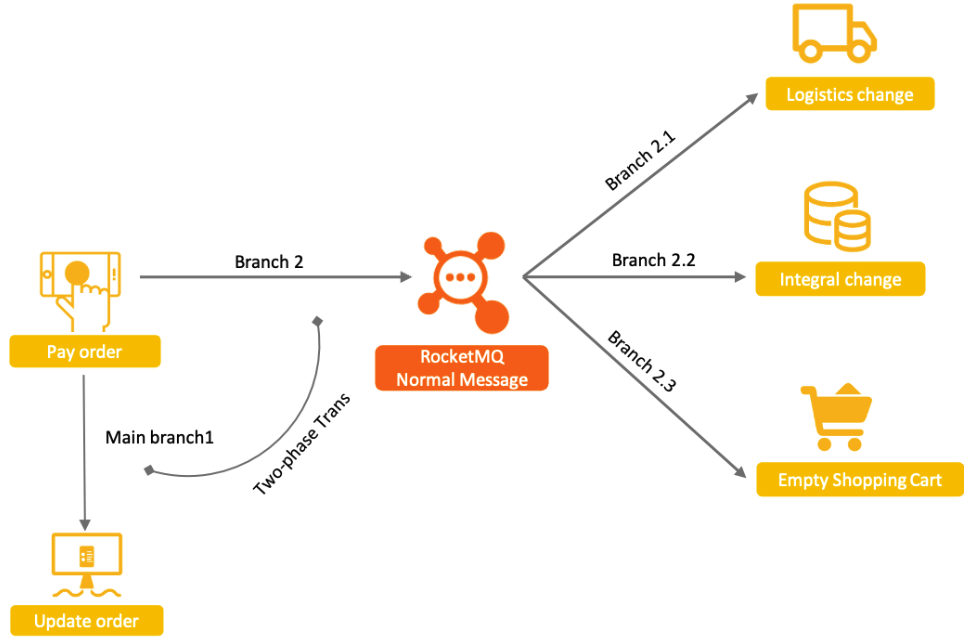 Logistics change
Branch 2.1
Branch 2
Branch 2.2
Integral change
Pay order
RocketMQ
Normal Message
Branch 2.3
Main branch1
Two-phase Trans
Empty Shopping Cart
Update order